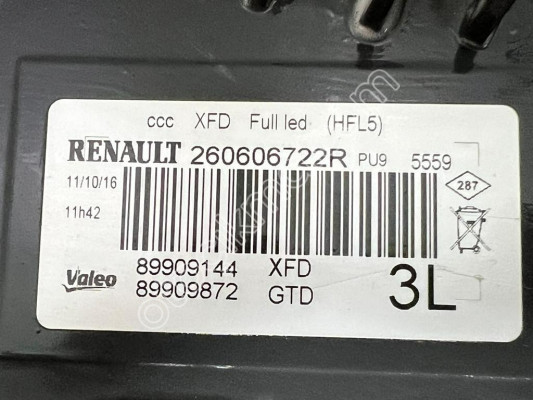 ccc XFD Full led (HFL5)
RENAULT 260606722R PU9 5559
11/10/16
11h42
287
Valeo
89909144 XFD
89909872 GTD
3L